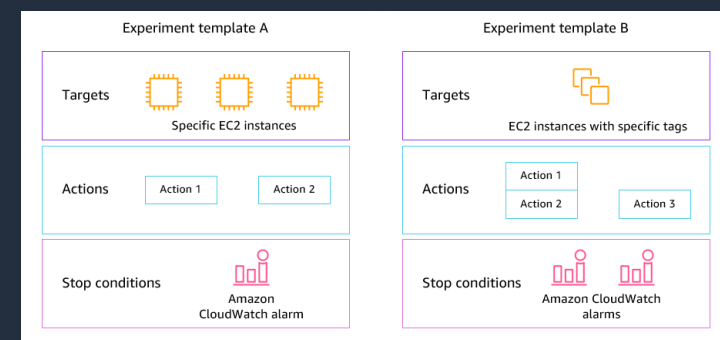 Experiment template A
Targets
Specific EC2 instances
Actions
Action 1
Action 2
Stop conditions
Amazon
CloudWatch alarm
Experiment template B
Targets
EC2 instances with specific tags
Actions
Action 1
Action 2
Action 3
Stop conditions
Amazon CloudWatch
alarms